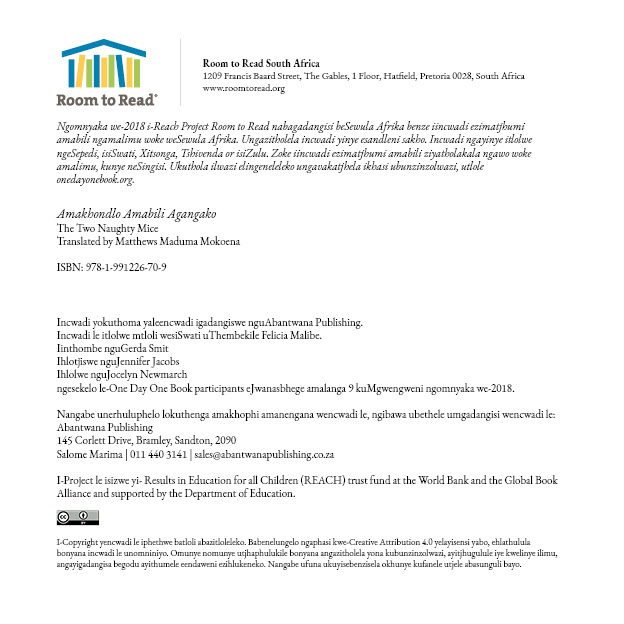 Room to Read®
Room to Read South Africa
1209 Francis Baard Street, The Gables, 1 Floor, Hatfield, Pretoria 0028, South Africa
www.roomtoread.org
Ngomnyaka we-2018 i-Reach Project Room to Read nabagadangisi beSewula Afrika benze iincwadi ezimatjhumi
amabili ngamalimu woke weSewula Afrika. Ungazitholela incwadi yinye esandleni sakho. Incwadi ngayinye itlolwe
ngeSepedi, isiSwati, Xitsonga, Tshivenda or isiZulu. Zoke iincwadi ezimatjhumi amabili ziyatholakala ngawo woke
amalimu, kunye neSingisi. Ukuthola ilwazi elingeneleleko ungavakatjhela ikhasi ubunzinzolwazi, utlole
onedayonebook.org.
Amakhondlo Amabili Agangako
The Two Naughty Mice
Translated by Matthews Maduma Mokoena
ISBN: 978-1-991226-70-9
Incwadi yokuthoma yaleencwadi igadangiswe nguAbantwana Publishing.
Incwadi le itlolwe mtloli wesiSwati uThembekile Felicia Malibe.
Iinthombe nguGerda Smit
Ihlotjiswe nguJennifer Jacobs
Ihlolwe nguJocelyn Newmarch
ngesekelo le-One Day One Book participants eJwanasbhege amalanga 9 kuMgwengweni ngomnyaka we-2018.
Nangabe unerhuluphelo lokuthenga amakhophi amanengana wencwadi le, ngibawa ubethele umgadangisi wencwadi le:
Abantwana Publishing
145 Corlett Drive, Bramley, Sandton, 2090
Salome Marima | 011 440 3141 | sales@abantwanapublishing.co.za
I-Project le isizwe yi- Results in Education for all Children (REACH) trust fund at the World Bank and the Global Book
Alliance and supported by the Department of Education.
cc BY
I-Copyright yencwadi le iphethwe batloli abazitloleleko. Babenelungelo ngaphasi kwe-Creative Attribution 4.0 yelayisensi yabo, ehlathulula
bonyana incwadi le unomniniyo. Omunye nomunye utjhaphulukile bonyana angazitholela yona kubunzinzolwazi, ayitjhugulule iye kwelinye ilimu,
angayigadangisa begodu ayithumele eendaweni ezihlukeneko. Nangabe ufuna ukuyisebenzisela okhunye kufanele utjele abasunguli bayo.